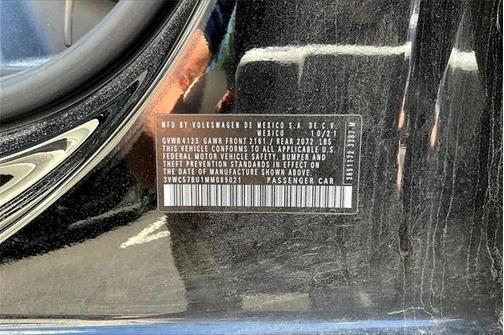 MFD BY VOLKSWAGEN DE MEXICO S.A. DE C.V.
MEXICO 10/21
GVWR 4123 GAWR FRONT 2161 / REAR 2072 LBS
THIS VEHICLE CONFORMS TO ALL APPLICABLE U.S.
FEDERAL MOTOR VEHICLE SAFETY, BUMPER AND
THEFT PREVENTION STANDARDS IN EFFECT ON
THE DATE OF MANUFACTURE SHOWN ABOVE.
3VWC57BU1MM089021 PASSENGER CAR